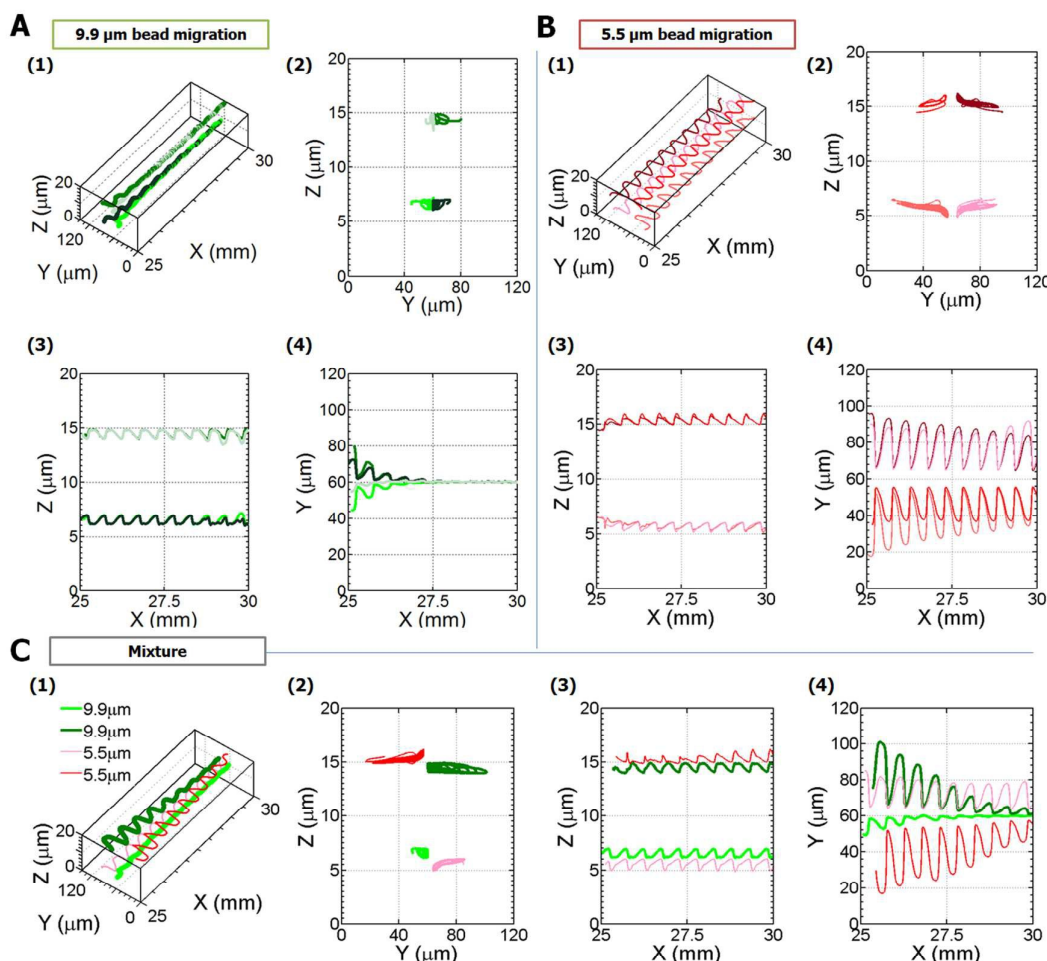 A
9.9 µm bead migration
(1)
20
0
Z (µm)
120
Y (µm)
0
25
X (mm)
30
(2)
20
15
10
5
0
Z (µm)
0 40 80 120
Y (µm)
(3)
20
15
10
5
0
Z (µm)
25 27.5 30
X (mm)
(4)
120
100
80
60
40
20
0
Y (µm)
25 27.5 30
X (mm)
B
5.5 µm bead migration
(1)
20
0
Z (µm)
120
Y (µm)
0
25
X (mm)
30
(2)
20
15
10
5
0
Z (µm)
0 40 80 120
Y (µm)
(3)
20
15
10
5
0
Z (µm)
25 27.5 30
X (mm)
(4)
120
100
80
60
40
20
0
Y (µm)
25 27.5 30
X (mm)
C
Mixture
(1)
9.9µm
9.9µm
5.5µm
5.5µm
20
0
Z (µm)
120
Y (µm)
0
25
X (mm)
30
(2)
20
15
10
5
0
Z (µm)
0 40 80 120
Y (µm)
(3)
20
15
10
5
0
Z (µm)
25 27.5 30
X (mm)
(4)
120
100
80
60
40
20
0
Y (µm)
25 27.5 30
X (mm)